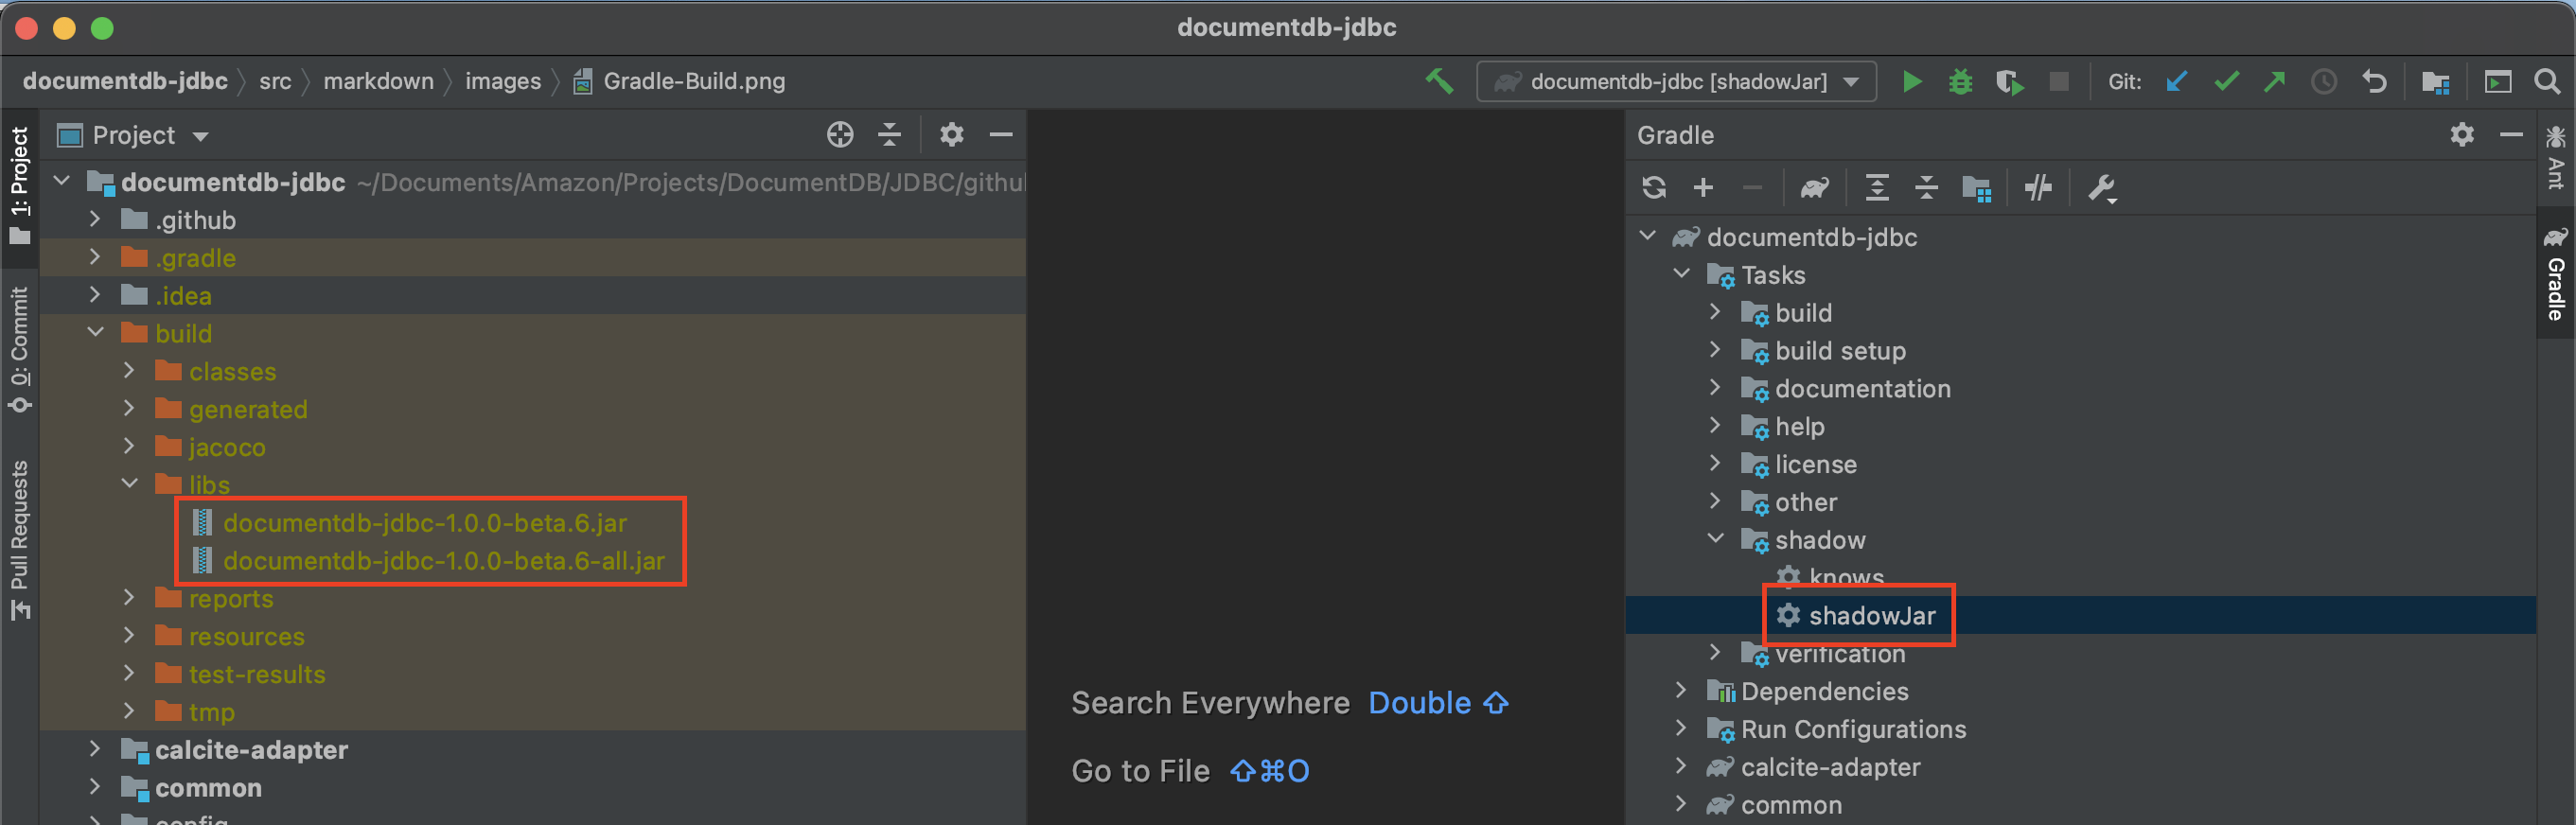 documentdb-jdbc
documentdb-jdbc src markdown images Gradle-Build.png
documentdb-jdbc [shadowJar] Git:
1: Project
0: Commit
Pull Requests
Project
documentdb-jdbc ~/Documents/Amazon/Projects/DocumentDB/JDBC/githu
.github
.gradle
.idea
build
classes
generated
jacoco
libs
documentdb-jdbc-1.0.0-beta.6.jar
documentdb-jdbc-1.0.0-beta.6-all.jar
reports
resources
test-results
tmp
calcite-adapter
common
config
Search Everywhere Double ⇧
Go to File ⇧⌘O
Gradle
documentdb-jdbc
Tasks
build
build setup
documentation
help
license
other
shadow
knows
shadowJar
verification
Dependencies
Run Configurations
calcite-adapter
common
Ant
Gradle